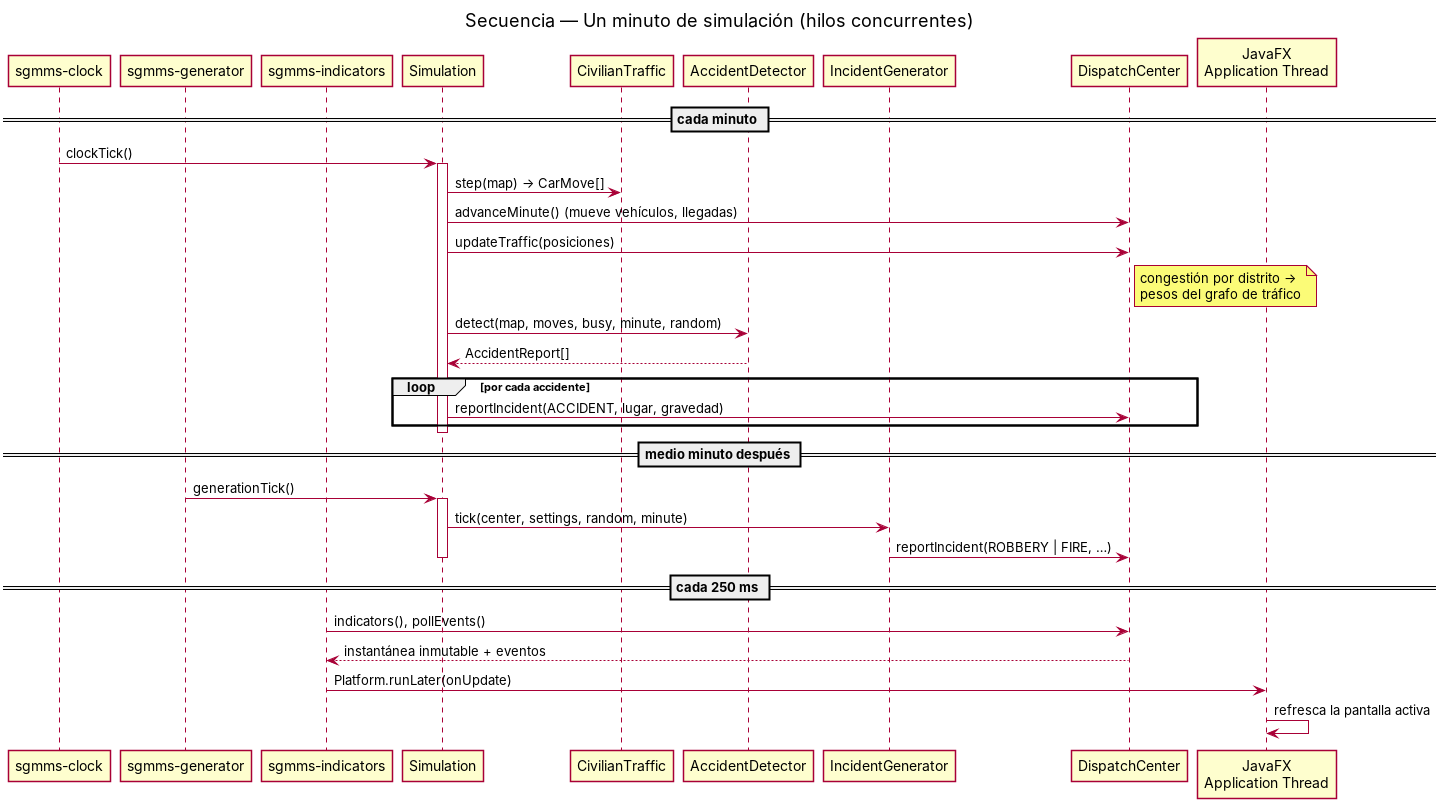 Secuencia — Un minuto de simulación (hilos concurrentes)
sgmms-clock
sgmms-generator
sgmms-indicators
Simulation
CivilianTraffic
AccidentDetector
IncidentGenerator
DispatchCenter
JavaFX
Application Thread
cada minuto
clockTick()
step(map) → CarMove[]
advanceMinute() (mueve vehículos, llegadas)
updateTraffic(posiciones)
congestión por distrito →
pesos del grafo de tráfico
detect(map, moves, busy, minute, random)
AccidentReport[]
loop [por cada accidente]
reportIncident(ACCIDENT, lugar, gravedad)
medio minuto después
generationTick()
tick(center, settings, random, minute)
reportIncident(ROBBERY | FIRE, ...)
cada 250 ms
indicators(), pollEvents()
instantánea inmutable + eventos
Platform.runLater(onUpdate)
refresca la pantalla activa
sgmms-clock
sgmms-generator
sgmms-indicators
Simulation
CivilianTraffic
AccidentDetector
IncidentGenerator
DispatchCenter
JavaFX
Application Thread